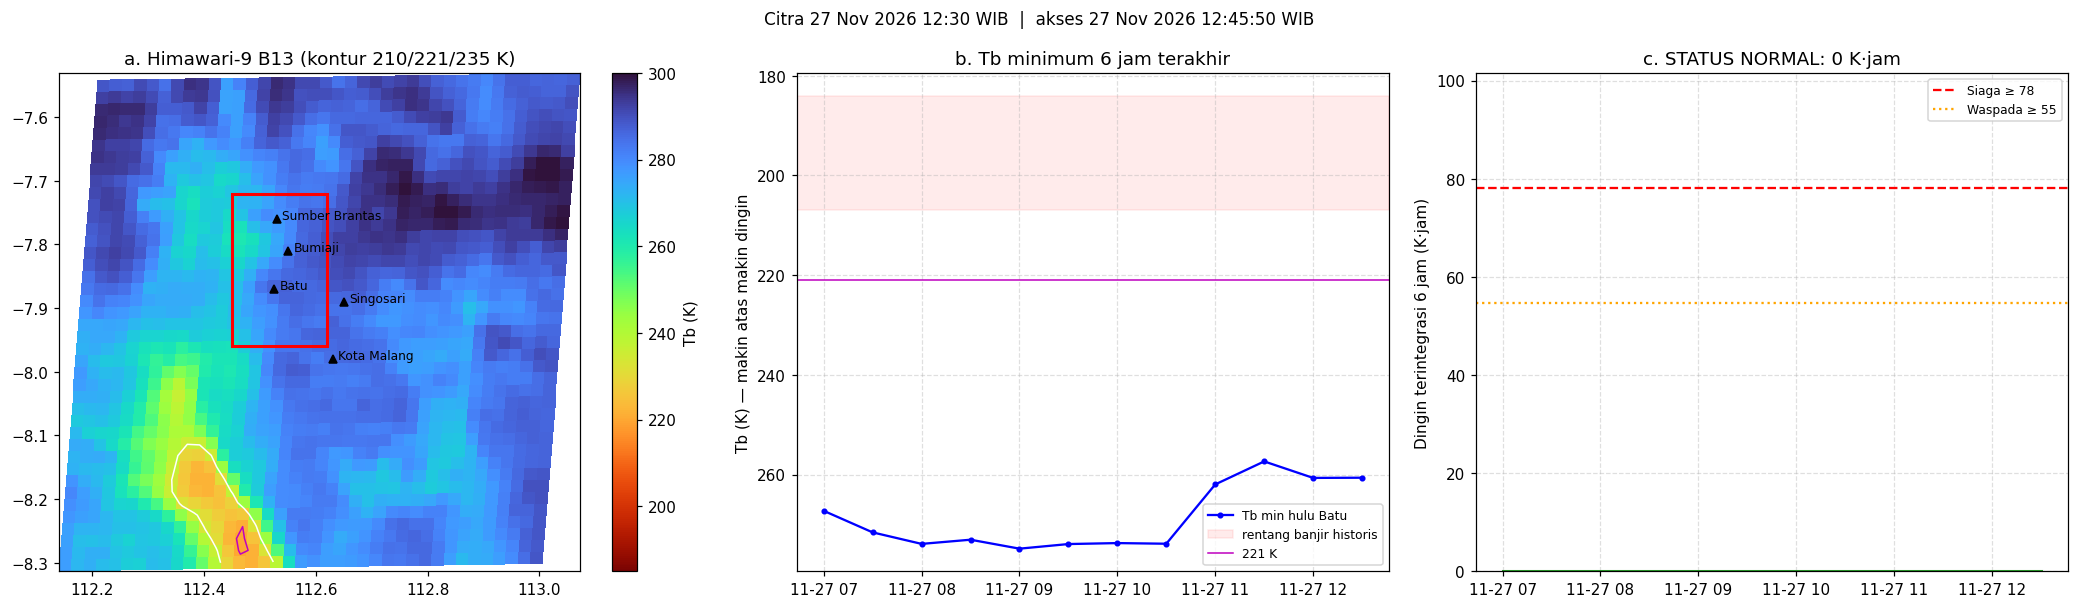 Citra 27 Nov 2026 12:30 WIB | akses 27 Nov 2026 12:45:50 WIB
a. Himawari-9 B13 (kontur 210/221/235 K)
−7.6
−7.7
−7.8
−7.9
−8.0
−8.1
−8.2
−8.3
112.2
112.4
112.6
112.8
113.0
Sumber Brantas
Bumiaji
Batu
Singosari
Kota Malang
300
280
260
240
220
200
Tb (K)
b. Tb minimum 6 jam terakhir
Tb (K) — makin atas makin dingin
180
200
220
240
260
Tb min hulu Batu
rentang banjir historis
221 K
11-27 07
11-27 08
11-27 09
11-27 10
11-27 11
11-27 12
c. STATUS NORMAL: 0 K·jam
Dingin terintegrasi 6 jam (K·jam)
100
80
60
40
20
0
Siaga ≥ 78
Waspada ≥ 55
11-27 07
11-27 08
11-27 09
11-27 10
11-27 11
11-27 12